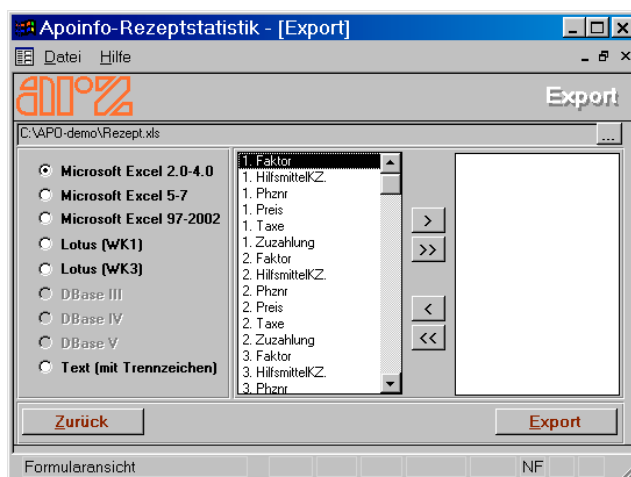 Apoinfo-Rezeptstatistik - [Export]
Datei Hilfe
arz
Export
C:\APO-demo\Rezept.xls
...
Microsoft Excel 2.0-4.0
Microsoft Excel 5-7
Microsoft Excel 97-2002
Lotus (WK1)
Lotus (WK3)
DBase III
DBase IV
DBase V
Text (mit Trennzeichen)
1. Faktor
1. HilfsmittelKZ.
1. Phznr
1. Preis
1. Taxe
1. Zuzahlung
2. Faktor
2. HilfsmittelKZ.
2. Phznr
2. Preis
2. Taxe
2. Zuzahlung
3. Faktor
3. HilfsmittelKZ.
3. Phznr
>
>>
<
<<
Zurück
Export
Formularansicht
NF